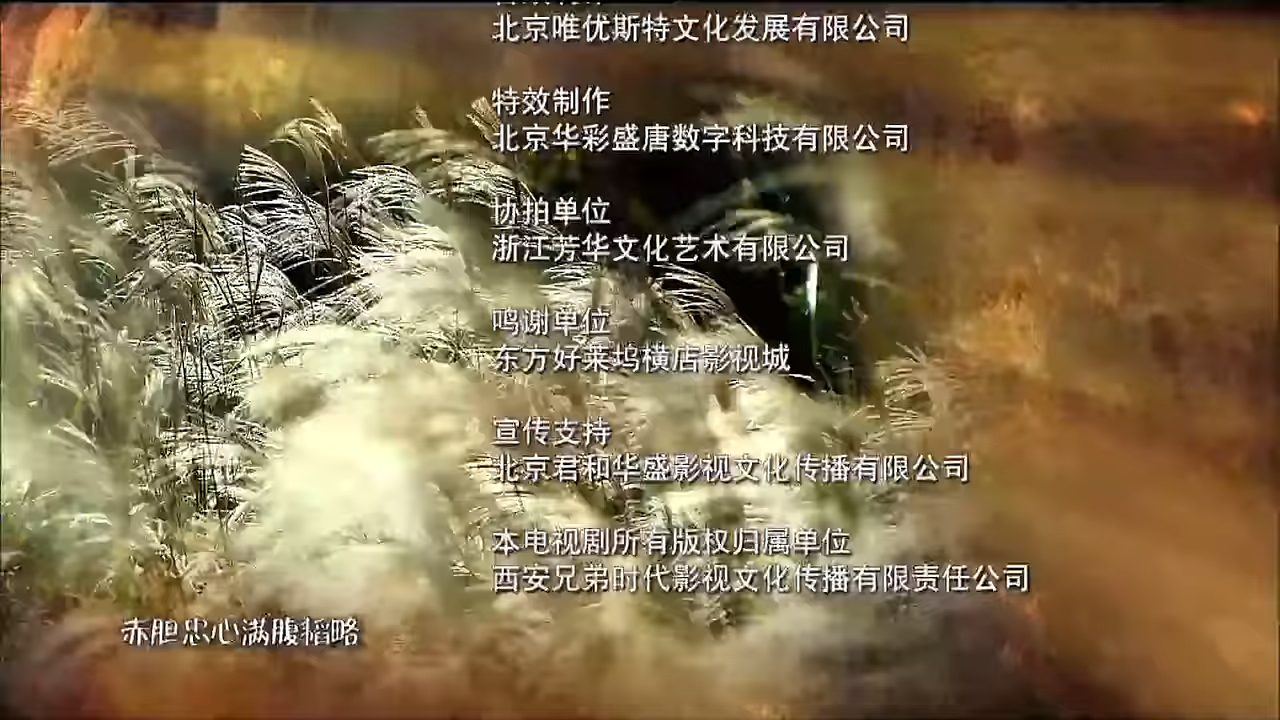 北京唯优斯特文化发展有限公司
特效制作
北京华彩盛唐数字科技有限公司
协拍单位
浙江芳华文化艺术有限公司
鸣谢单位
东方好莱坞横店影视城
宣传支持
北京君和华盛影视文化传播有限公司
本电视剧所有版权归属单位
西安兄弟时代影视文化传播有限责任公司
赤胆忠心满腹韬略